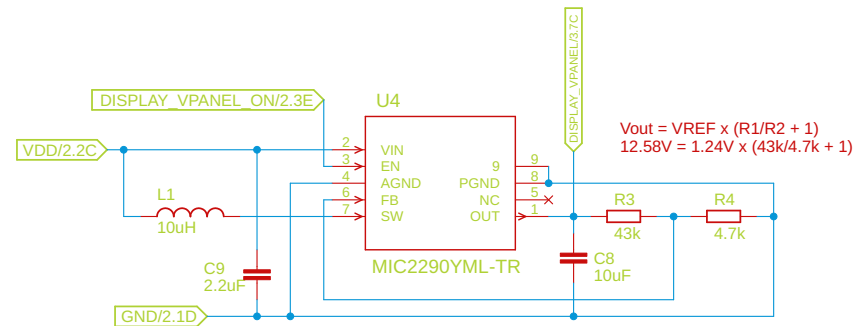 DISPLAY_VPANEL/3.7C
DISPLAY_VPANEL_ON/2.3E
U4
Vout = VREF x (R1/R2 + 1)
12.58V = 1.24V x (43k/4.7k + 1)
VDD/2.2C
2 VIN
3 EN
4 AGND
6 FB
7 SW
9 9
PGND 8
NC 5
OUT 1
L1
10uH
R3
43k
R4
4.7k
MIC2290YML-TR
C9
2.2uF
C8
10uF
GND/2.1D